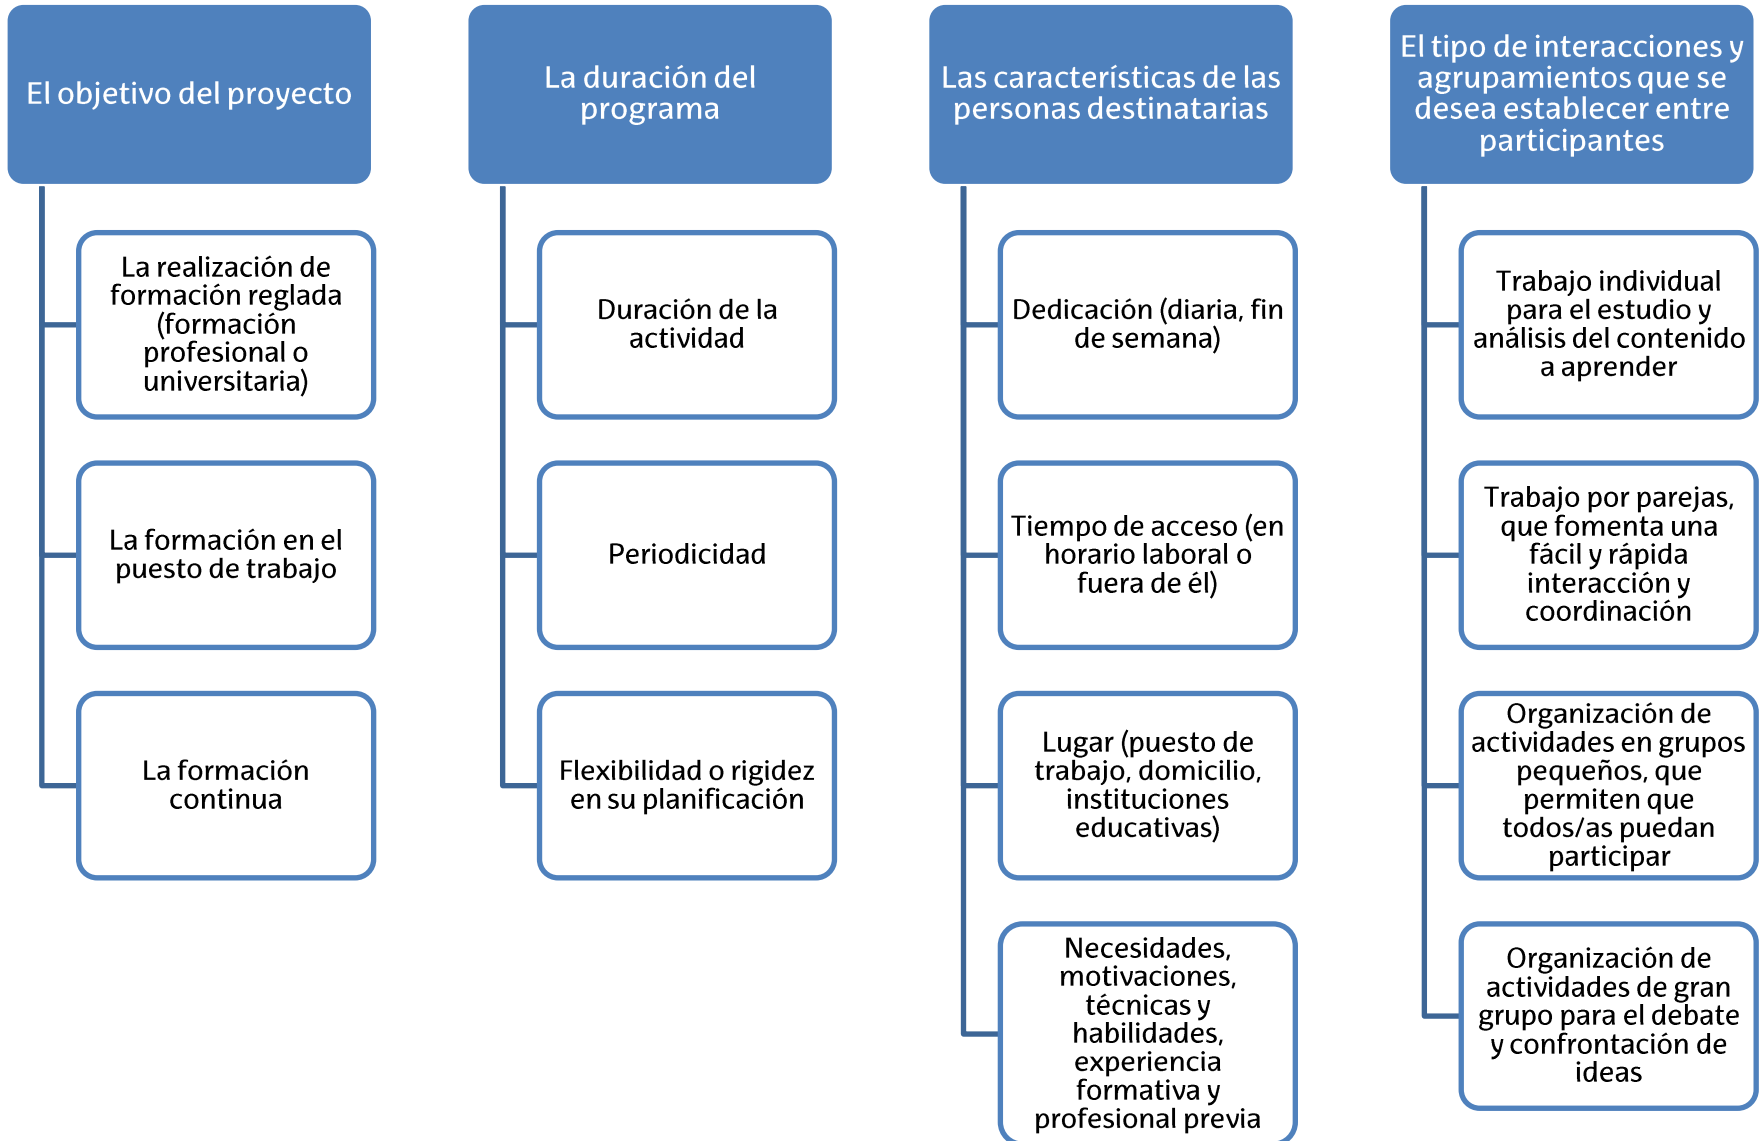 El objetivo del proyecto
La realización de
formación reglada
(formación
profesional o
universitaria)
La formación en el
puesto de trabajo
La formación
continua
La duración del
programa
Duración de la
actividad
Periodicidad
Flexibilidad o rigidez
en su planificación
Las características de las
personas destinatarias
Dedicación (diaria, fin
de semana)
Tiempo de acceso (en
horario laboral o
fuera de él)
Lugar (puesto de
trabajo, domicilio,
instituciones
educativas)
Necesidades,
motivaciones,
técnicas y
habilidades,
experiencia
formativa y
profesional previa
El tipo de interacciones y
agrupamientos que se
desea establecer entre
participantes
Trabajo individual
para el estudio y
análisis del contenido
a aprender
Trabajo por parejas,
que fomenta una
fácil y rápida
interacción y
coordinación
Organización de
actividades en grupos
pequeños, que
permiten que
todos/as puedan
participar
Organización de
actividades de gran
grupo para el debate
y confrontación de
ideas